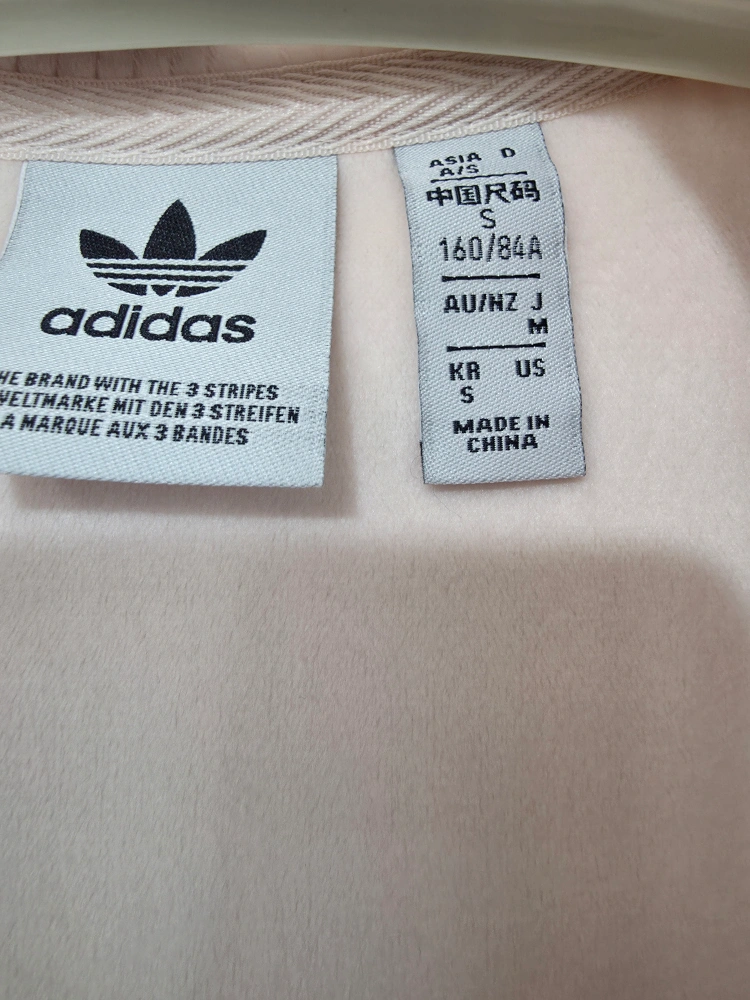 adidas
HE BRAND WITH THE 3 STRIPES
WELTMARKE MIT DEN 3 STREIFEN
LA MARQUE AUX 3 BANDES
ASIA D
A/S
中国尺码
S
160/84A
AU/NZ J
M
KR US
S
MADE IN
CHINA